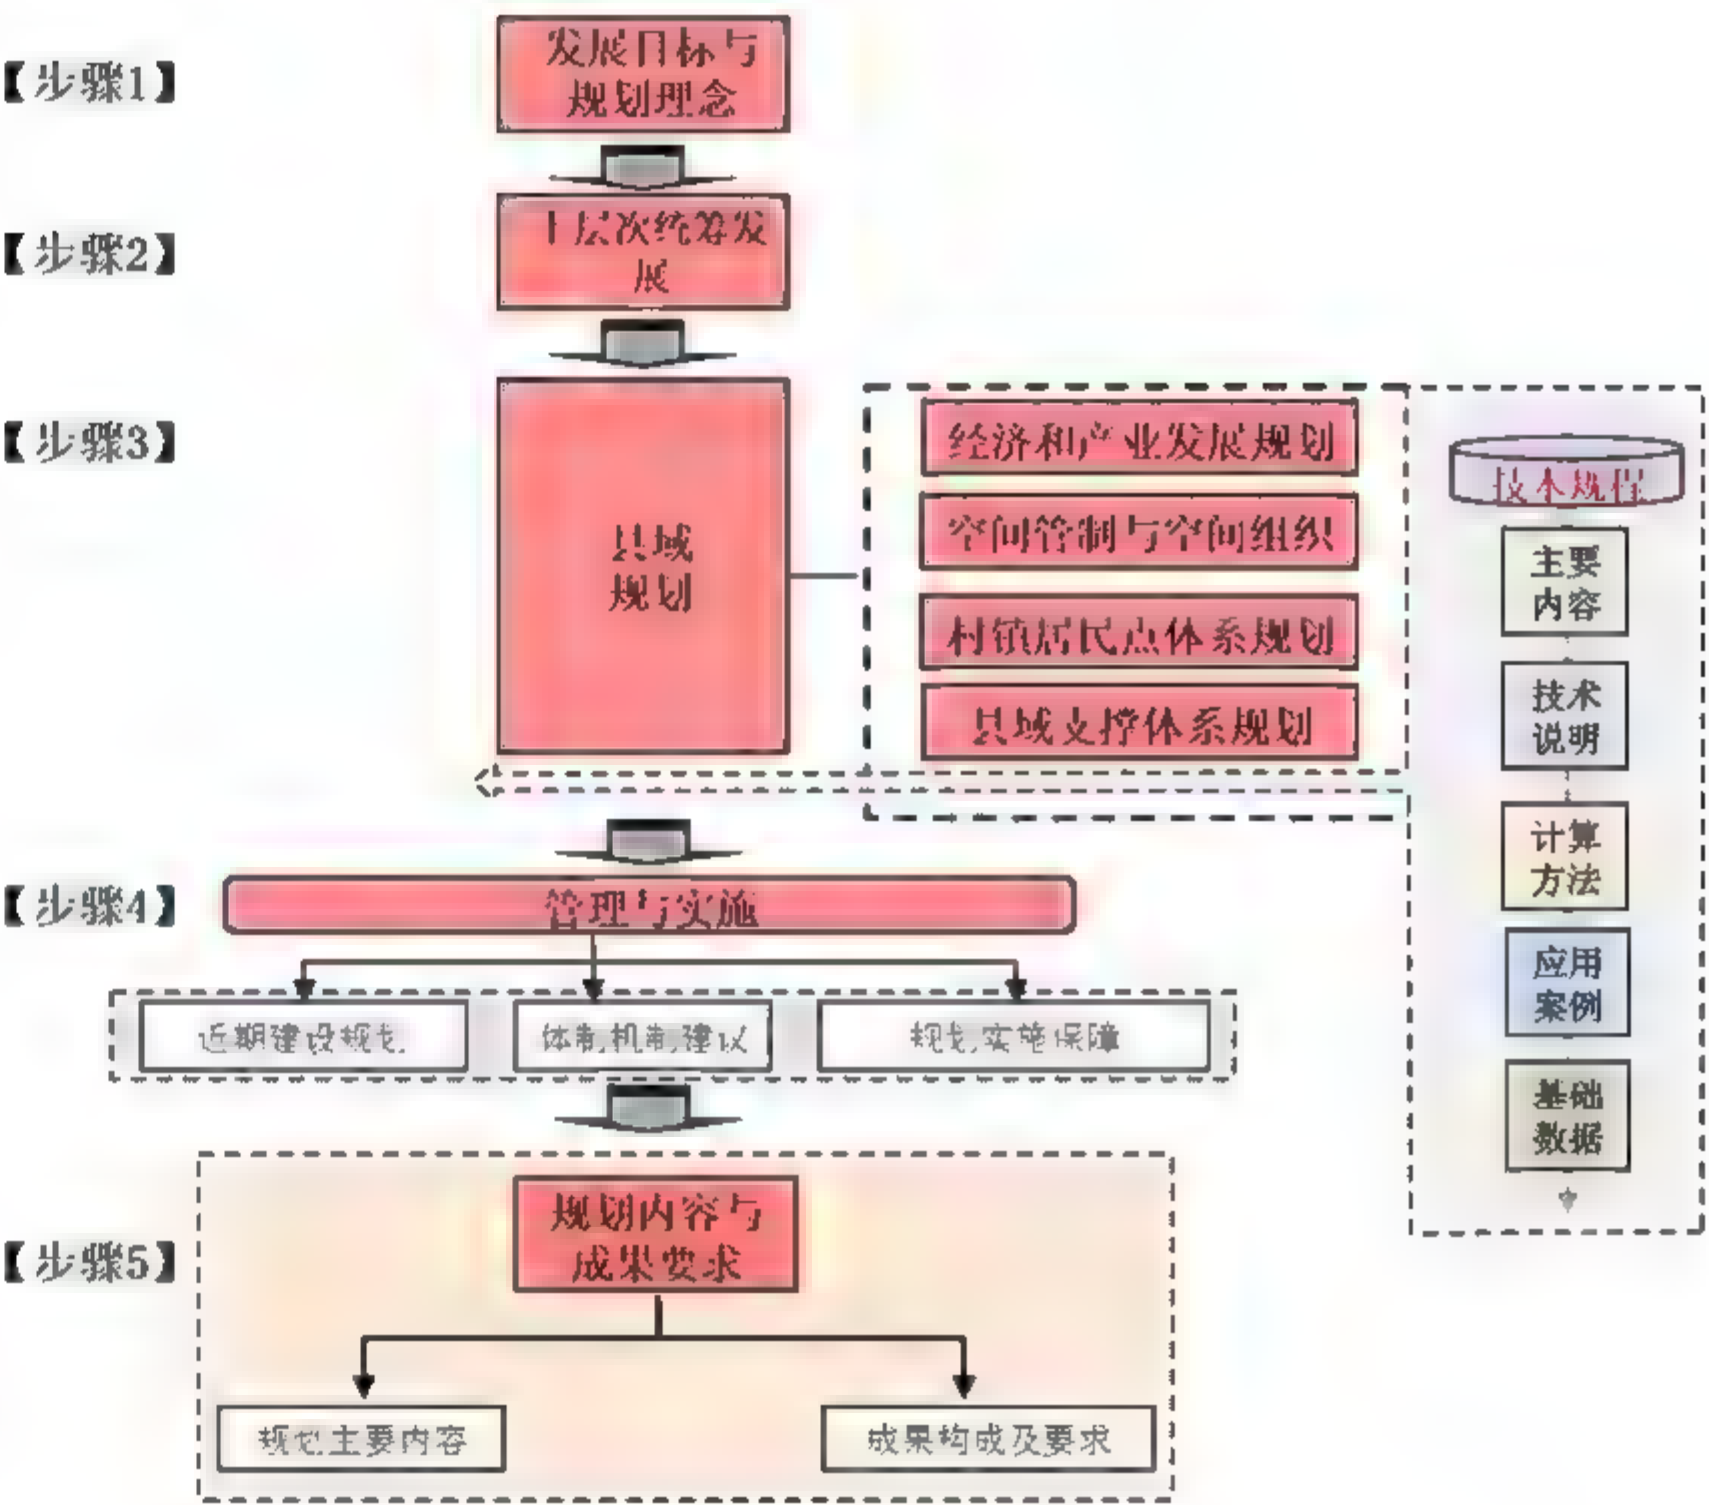 【步骤1】
发展目标与
规划理念
【步骤2】
上层次统筹发
展
【步骤3】
县域
规划
经济和产业发展规划
空间管制与空间组织
村镇居民点体系规划
县域支撑体系规划
技术规程
主要
内容
技术
说明
计算
方法
应用
案例
基础
数据
【步骤4】
管理与实施
近期建设规划
体制机制建议
规划实施保障
【步骤5】
规划内容与
成果要求
规划主要内容
成果构成及要求